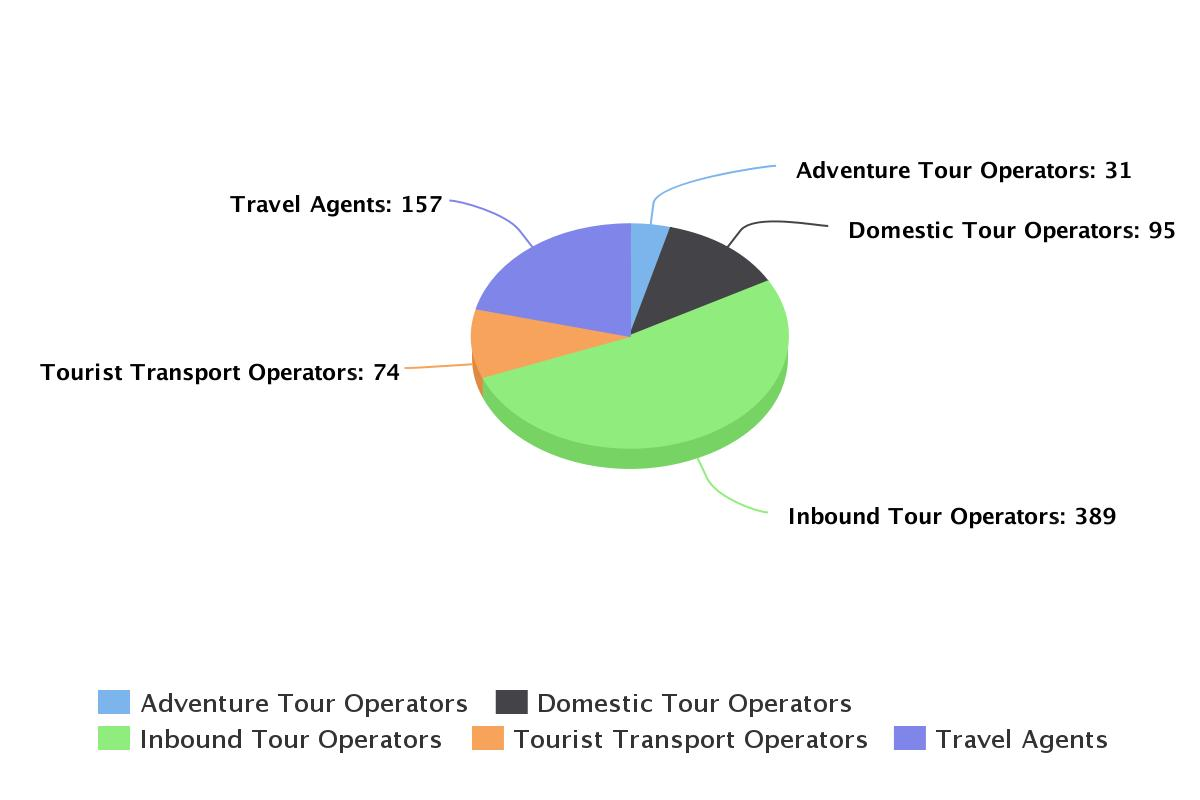 Adventure Tour Operators: 31
Travel Agents: 157
Domestic Tour Operators: 95
Tourist Transport Operators: 74
Inbound Tour Operators: 389
Adventure Tour Operators Domestic Tour Operators
Inbound Tour Operators Tourist Transport Operators Travel Agents